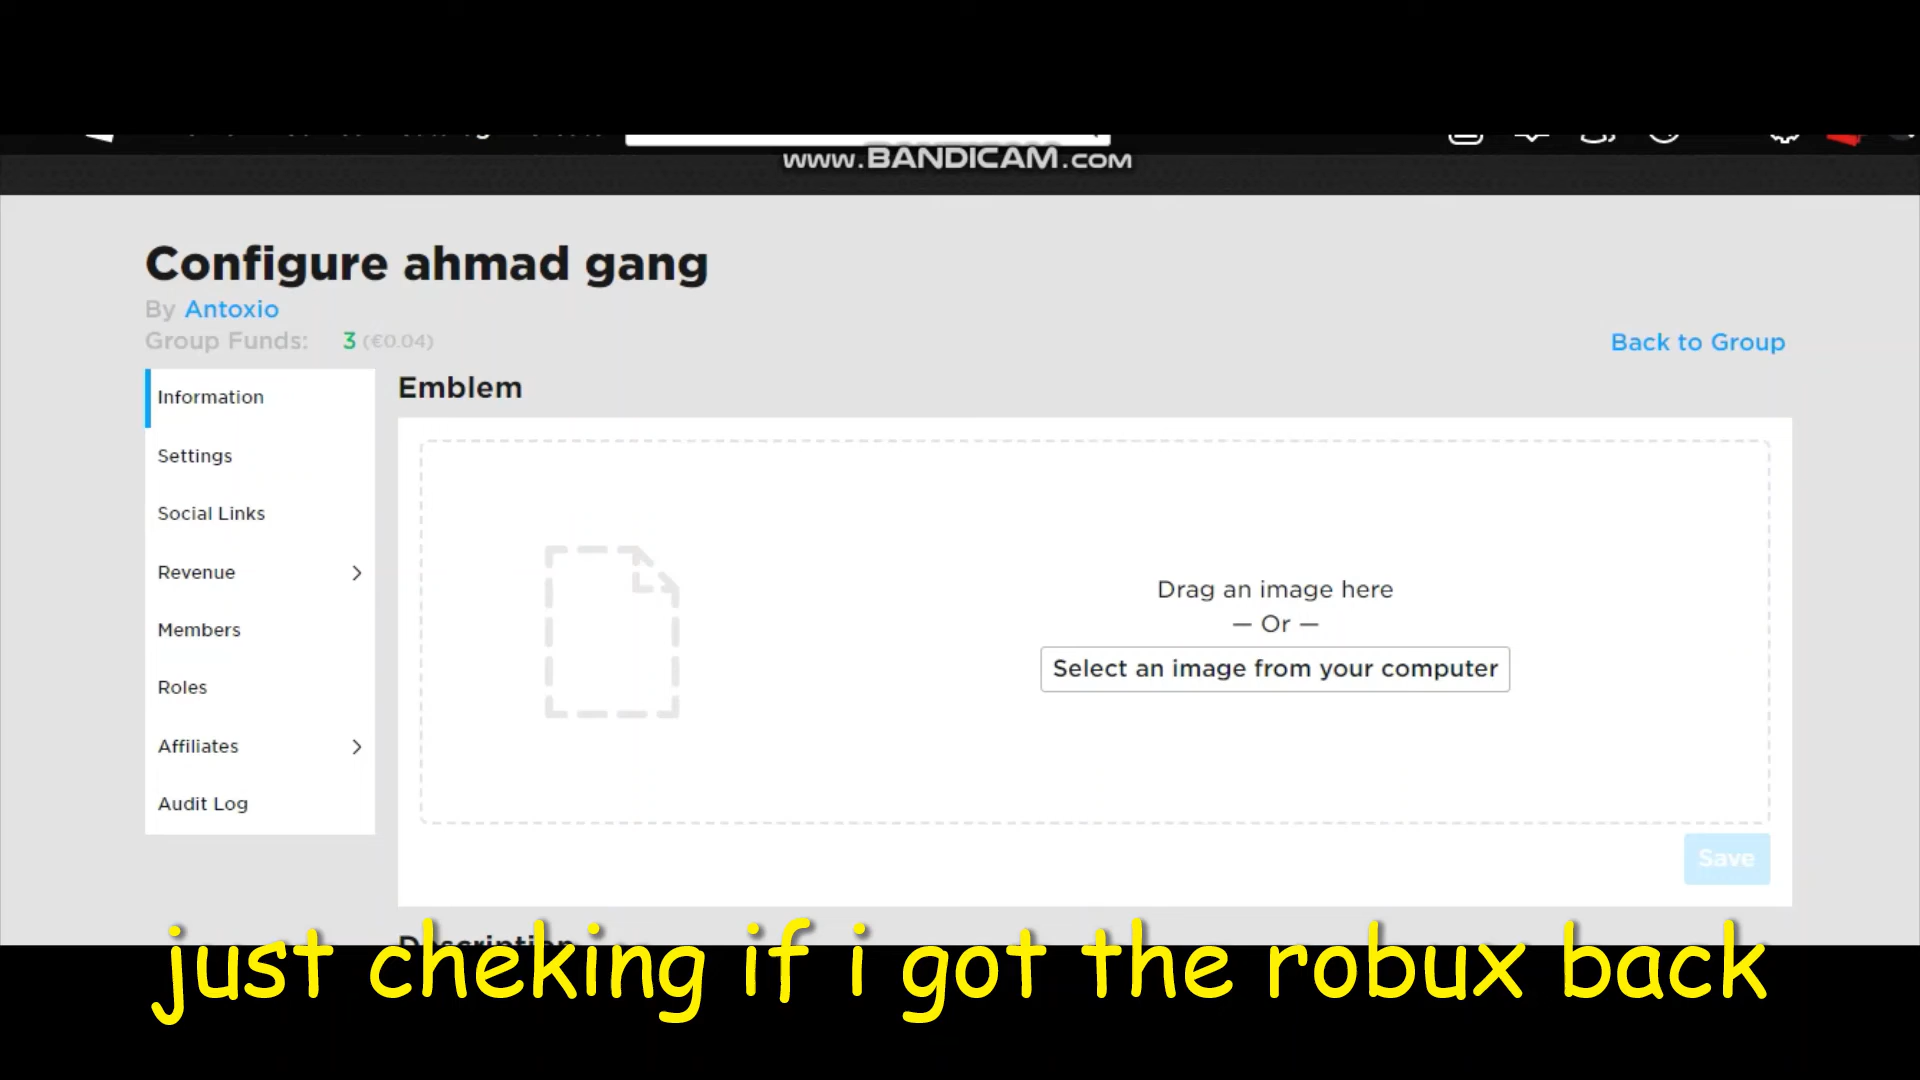 www.BANDICAM.com
Configure ahmad gang
By Antoxio
Group Funds: 3 (€0.04)
Back to Group
Information
Settings
Social Links
Revenue
Members
Roles
Affiliates
Audit Log
Emblem
Drag an image here
— Or —
Select an image from your computer
Save
Description
just cheking if i got the robux back